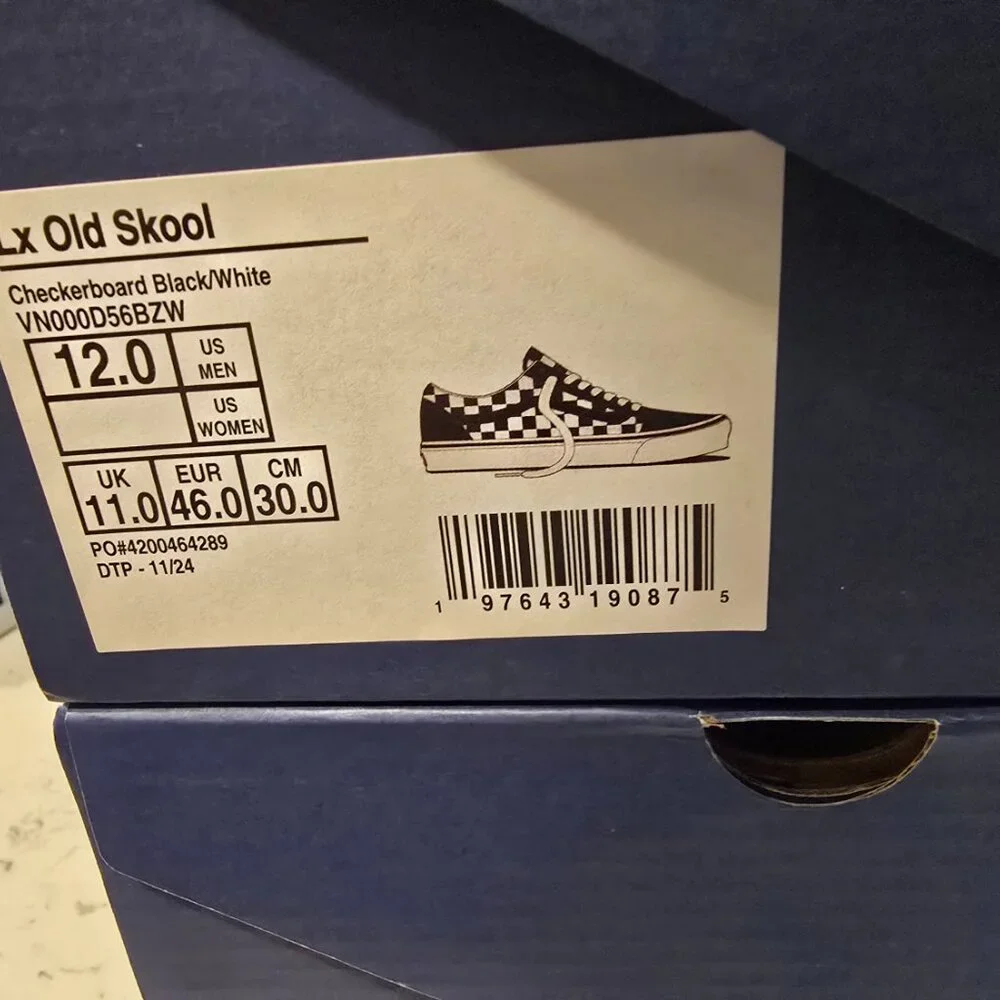 Lx Old Skool
Checkerboard Black/White
VN000D56BZW
12.0 US MEN
US WOMEN
UK EUR CM
11.0 46.0 30.0
PO#4200464289
DTP - 11/24
1 97643 19087 5